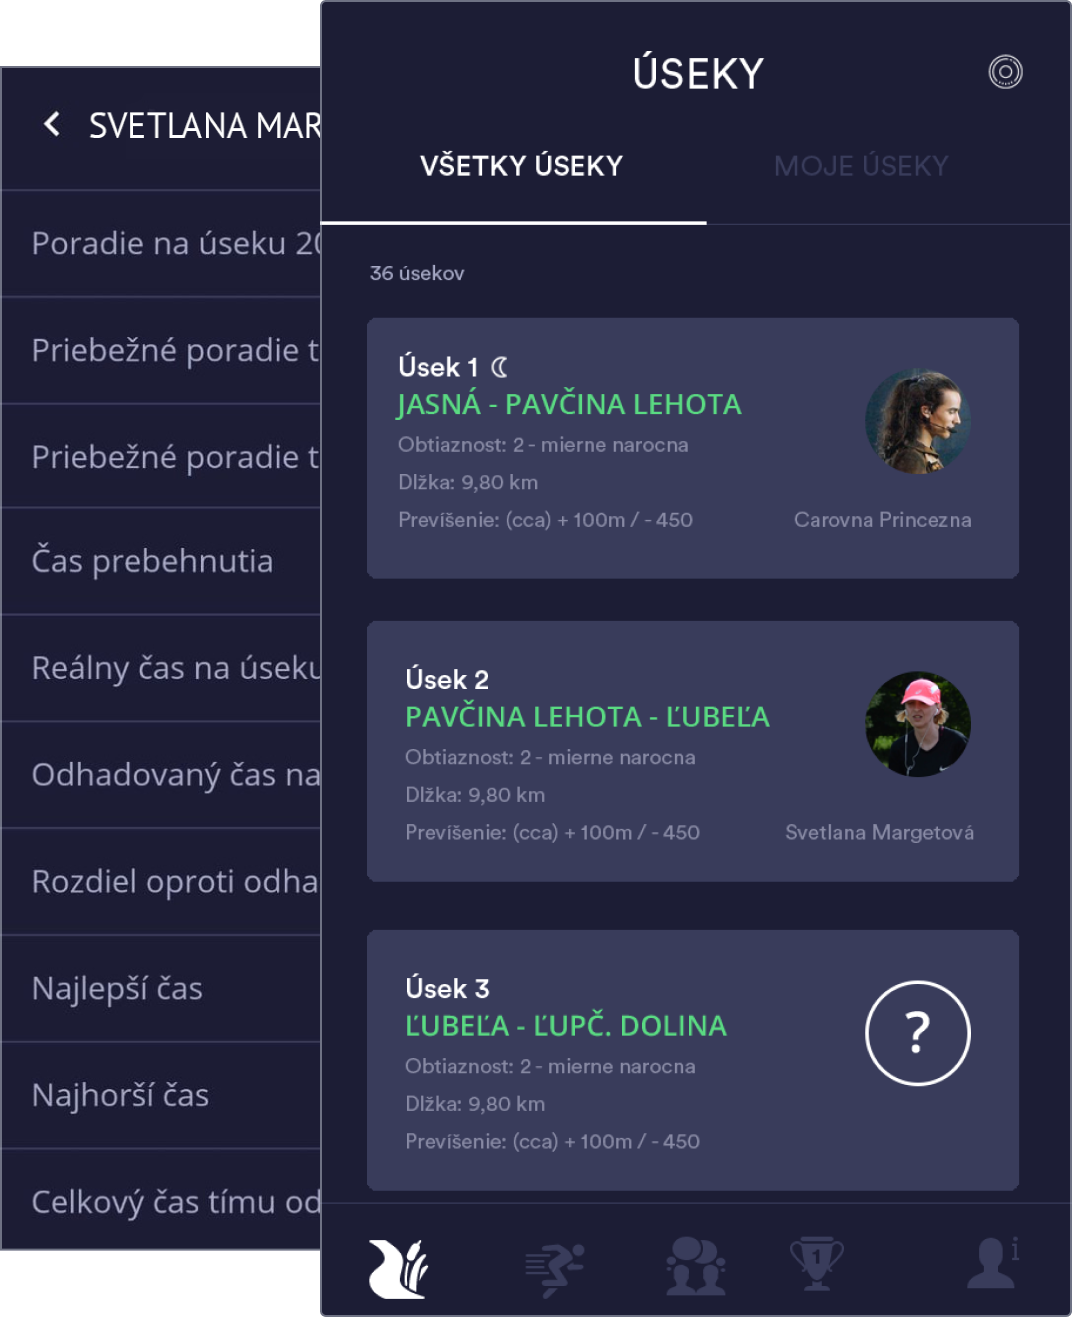 SVETLANA MAR
Poradie na úseku 20
Priebežné poradie t
Priebežné poradie t
Čas prebehnutia
Reálny čas na úseku
Odhadovaný čas na
Rozdiel oproti odha
Najlepší čas
Najhorší čas
Celkový čas tímu od
ÚSEKY
VŠETKY ÚSEKY
MOJE ÚSEKY
36 úsekov
Úsek 1
JASNÁ - PAVČINA LEHOTA
Obtiaznost: 2 - mierne narocna
Dlžka: 9,80 km
Prevíšenie: (cca) + 100m / - 450
Carovna Princezna
Úsek 2
PAVČINA LEHOTA - ĽUBEĽA
Obtiaznost: 2 - mierne narocna
Dlžka: 9,80 km
Prevíšenie: (cca) + 100m / - 450
Svetlana Margetová
Úsek 3
ĽUBEĽA - ĽUPČ. DOLINA
?
Obtiaznost: 2 - mierne narocna
Dlžka: 9,80 km
Prevíšenie: (cca) + 100m / - 450
1
i